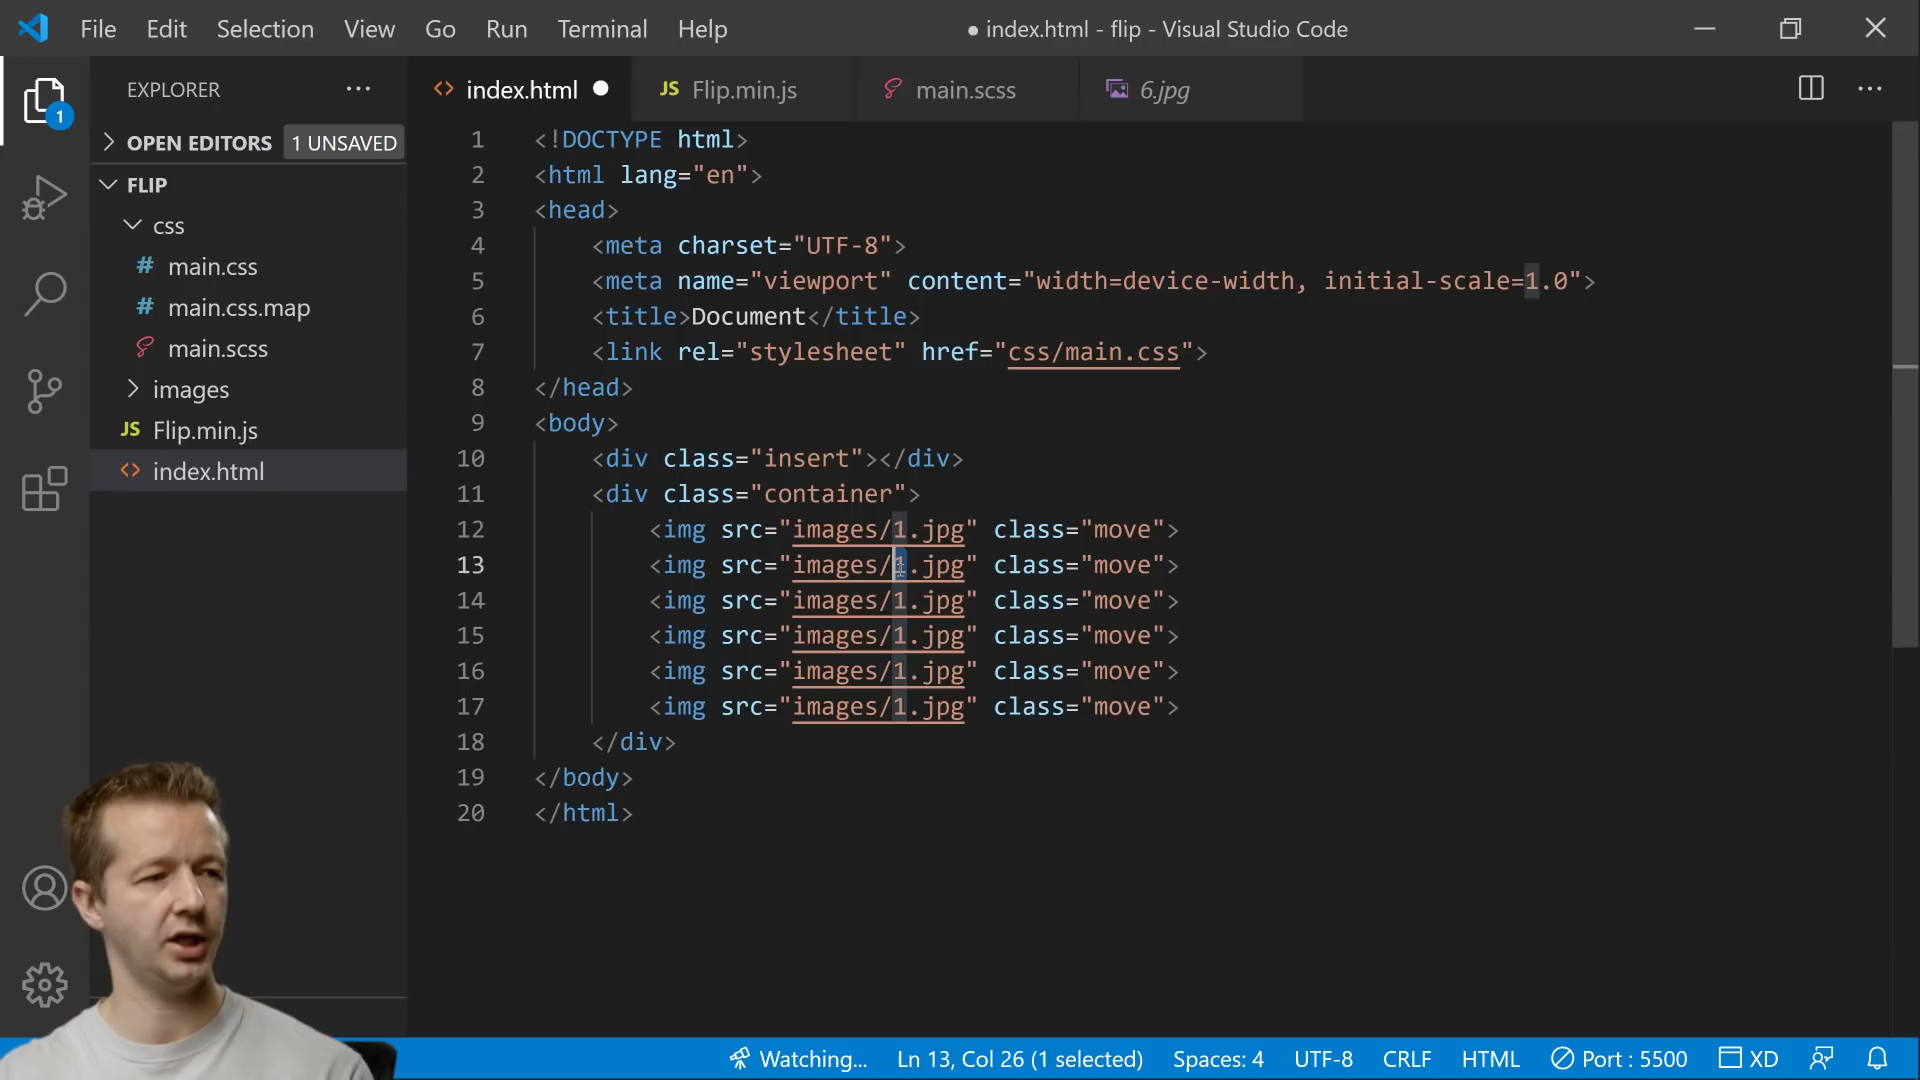 File Edit Selection View Go Run Terminal Help ● index.html - flip - Visual Studio Code
EXPLORER ···
<> index.html ● JS Flip.min.js main.scss 6.jpg
1
OPEN EDITORS 1 UNSAVED
FLIP
css
# main.css
# main.css.map
main.scss
images
JS Flip.min.js
<> index.html
1 <!DOCTYPE html>
2 <html lang="en">
3 <head>
4 <meta charset="UTF-8">
5 <meta name="viewport" content="width=device-width, initial-scale=1.0">
6 <title>Document</title>
7 <link rel="stylesheet" href="css/main.css">
8 </head>
9 <body>
10 <div class="insert"></div>
11 <div class="container">
12 <img src="images/1.jpg" class="move">
13 <img src="images/1.jpg" class="move">
14 <img src="images/1.jpg" class="move">
15 <img src="images/1.jpg" class="move">
16 <img src="images/1.jpg" class="move">
17 <img src="images/1.jpg" class="move">
18 </div>
19 </body>
20 </html>
Watching... Ln 13, Col 26 (1 selected) Spaces: 4 UTF-8 CRLF HTML Port : 5500 XD